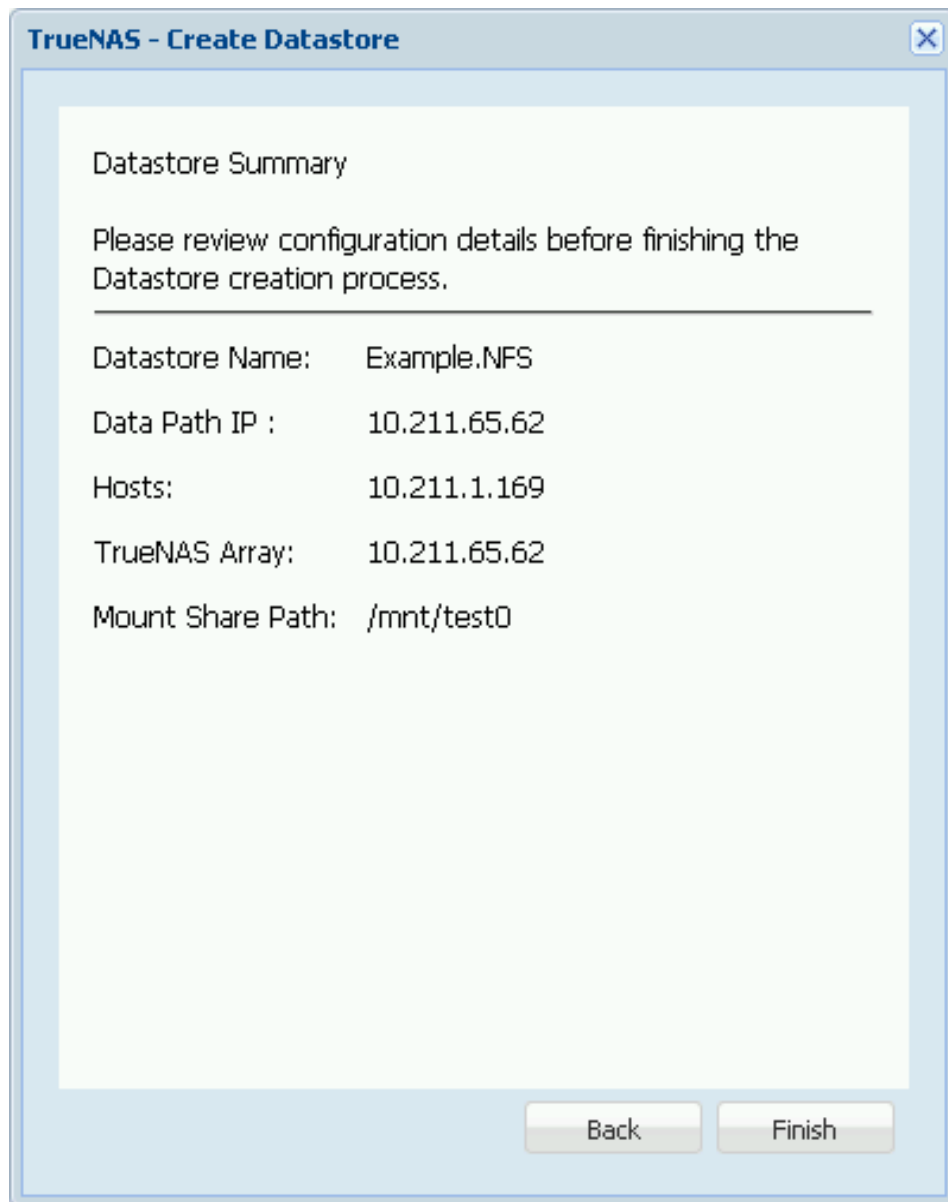 TrueNAS - Create Datastore
Datastore Summary
Please review configuration details before finishing the
Datastore creation process.
Datastore Name: Example.NFS
Data Path IP : 10.211.65.62
Hosts: 10.211.1.169
TrueNAS Array: 10.211.65.62
Mount Share Path: /mnt/test0
Back Finish